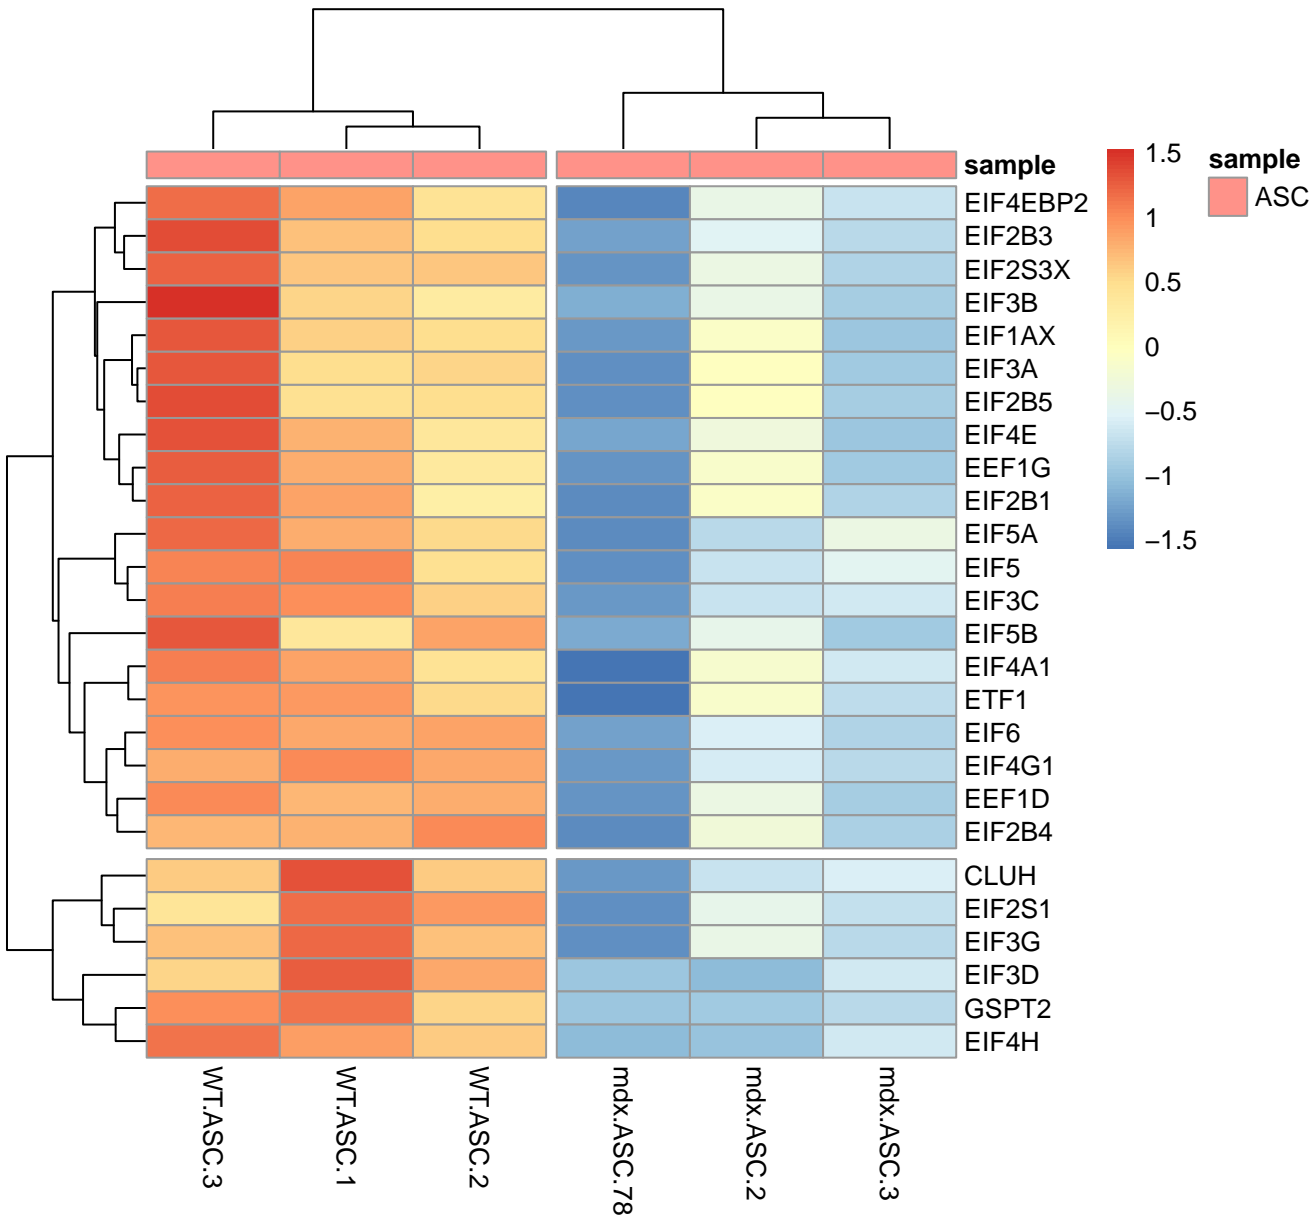 sample
EIF4EBP2
EIF2B3
EIF2S3X
EIF3B
EIF1AX
EIF3A
EIF2B5
EIF4E
EEF1G
EIF2B1
EIF5A
EIF5
EIF3C
EIF5B
EIF4A1
ETF1
EIF6
EIF4G1
EEF1D
EIF2B4
CLUH
EIF2S1
EIF3G
EIF3D
GSPT2
EIF4H
WT.ASC.3
WT.ASC.1
WT.ASC.2
mdx.ASC.78
mdx.ASC.2
mdx.ASC.3
1.5
1
0.5
0
−0.5
−1
−1.5
sample
ASC